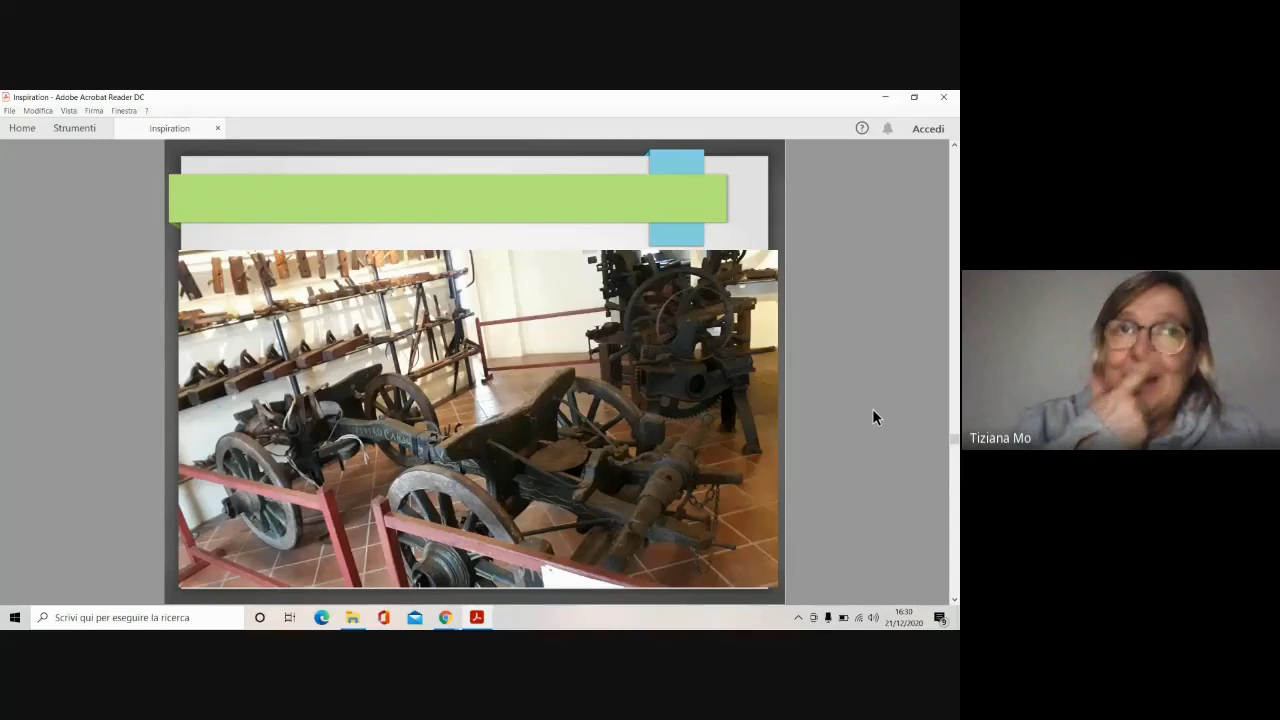 Inspiration - Adobe Acrobat Reader DC
File Modifica Vista Firma Finestra ?
Home Strumenti Inspiration × Accedi
Tiziana Mo
Scrivi qui per eseguire la ricerca
16:30
21/12/2020
9